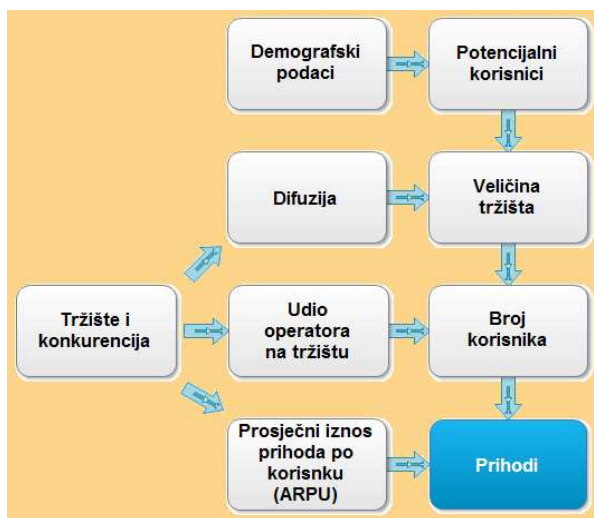 Demografski
podaci
Potencijalni
korisnici
Difuzija
Veličina
tržišta
Tržište i
konkurencija
Udio
operatora
na tržištu
Broj
korisnika
Prosječni iznos
prihoda po
korisnku
(ARPU)
Prihodi